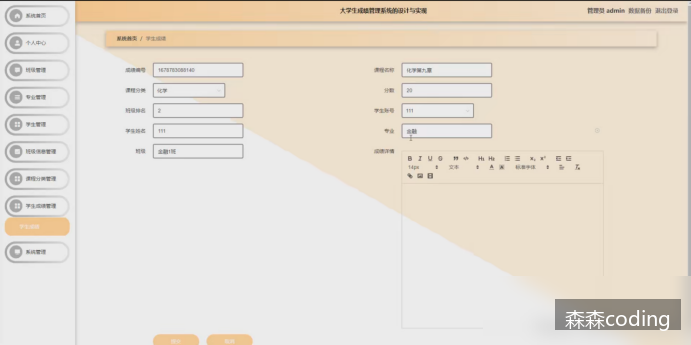 大学生成绩管理系统的设计与实现
管理员 admin 数据备份 退出登录
系统首页
个人中心
班级管理
专业管理
学生管理
班级信息管理
课程分类管理
学生成绩管理
学生成绩
系统管理
系统首页 / 学生成绩
成绩编号 1678783080140
课程名称 化学第九章
课程分类 化学
分数 20
班级排名 2
学生账号 111
学生姓名 111
专业 金融
班级 金融1班
成绩详情
B I U G H₁ H₂ x₂ x²
14px 文本 A 标准字体
森森coding